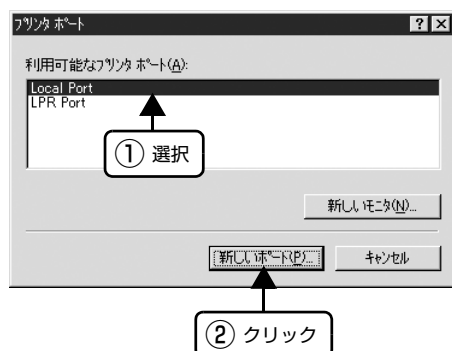 プリンタ ポート
利用可能なプリンタ ポート(A):
Local Port
LPR Port
① 選択
新しいモニタ(N)...
新しいポート(P)...
キャンセル
② クリック